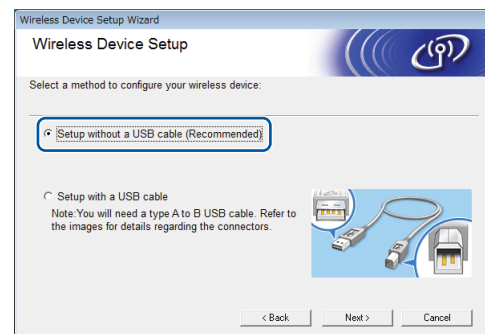 Wireless Device Setup Wizard
Wireless Device Setup
Select a method to configure your wireless device:
Setup without a USB cable (Recommended)
Setup with a USB cable
Note:You will need a type A to B USB cable. Refer to
the images for details regarding the connectors.
< Back
Next >
Cancel